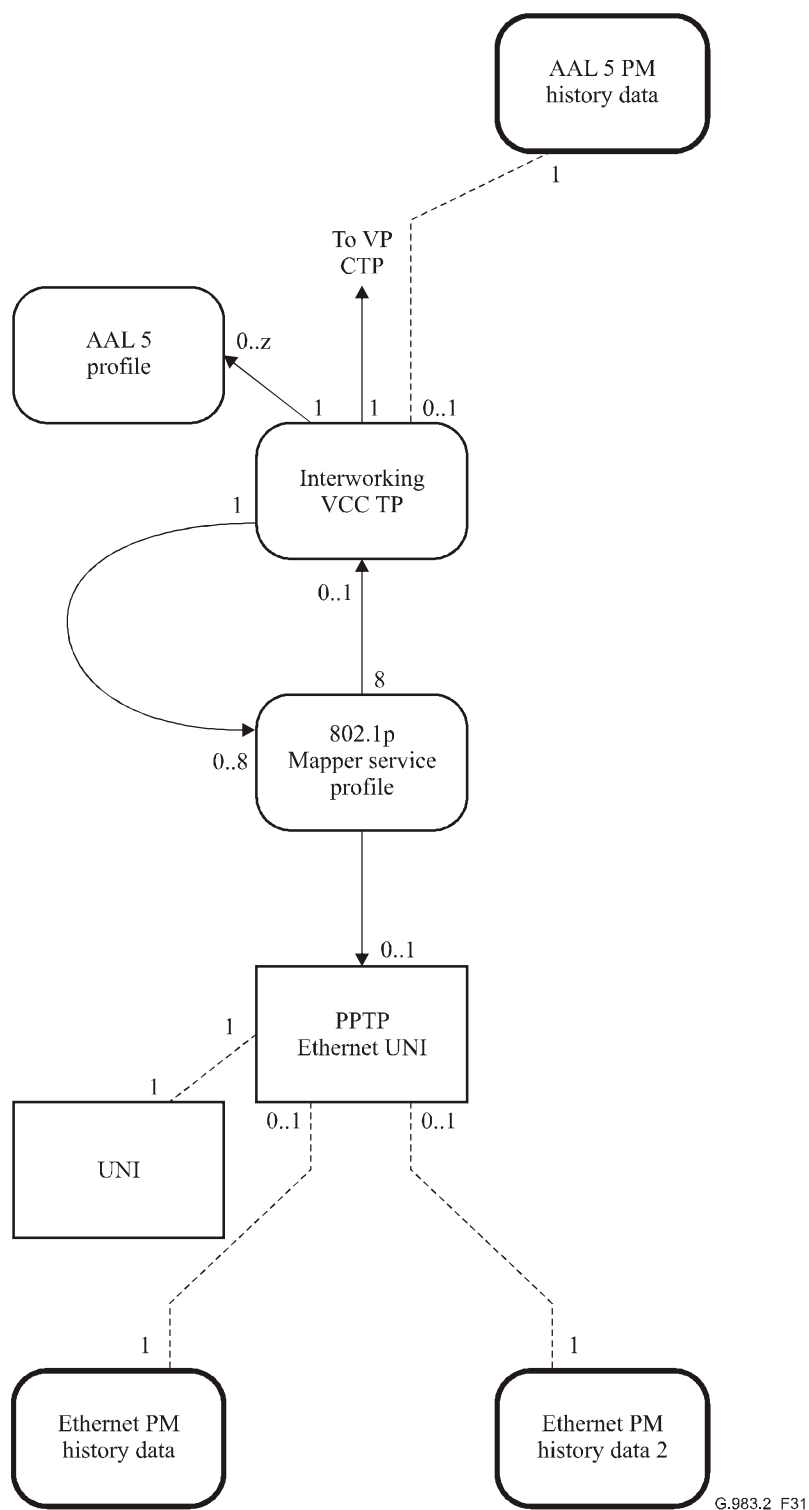 AAL 5 PM
history data
1
To VP
CTP
AAL 5
profile
0..z
1
1
0..1
Interworking
VCC TP
1
0..1
8
802.1p
Mapper service
profile
0..8
0..1
PPTP
Ethernet UNI
1
1
0..1
0..1
UNI
1
1
Ethernet PM
history data
Ethernet PM
history data 2
G.983.2_F31